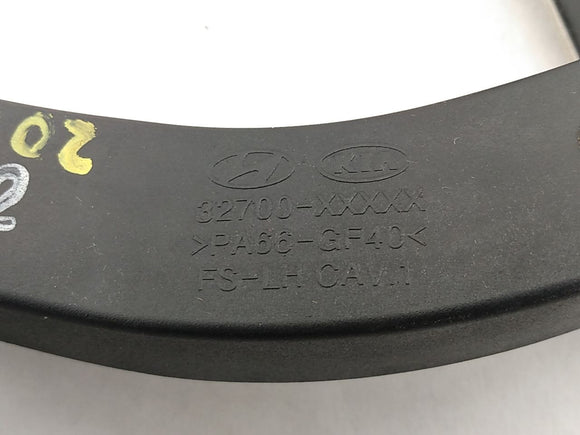 20
KIA
32700-XXXXX
>PA66-GF40<
FS-LH CAV.1